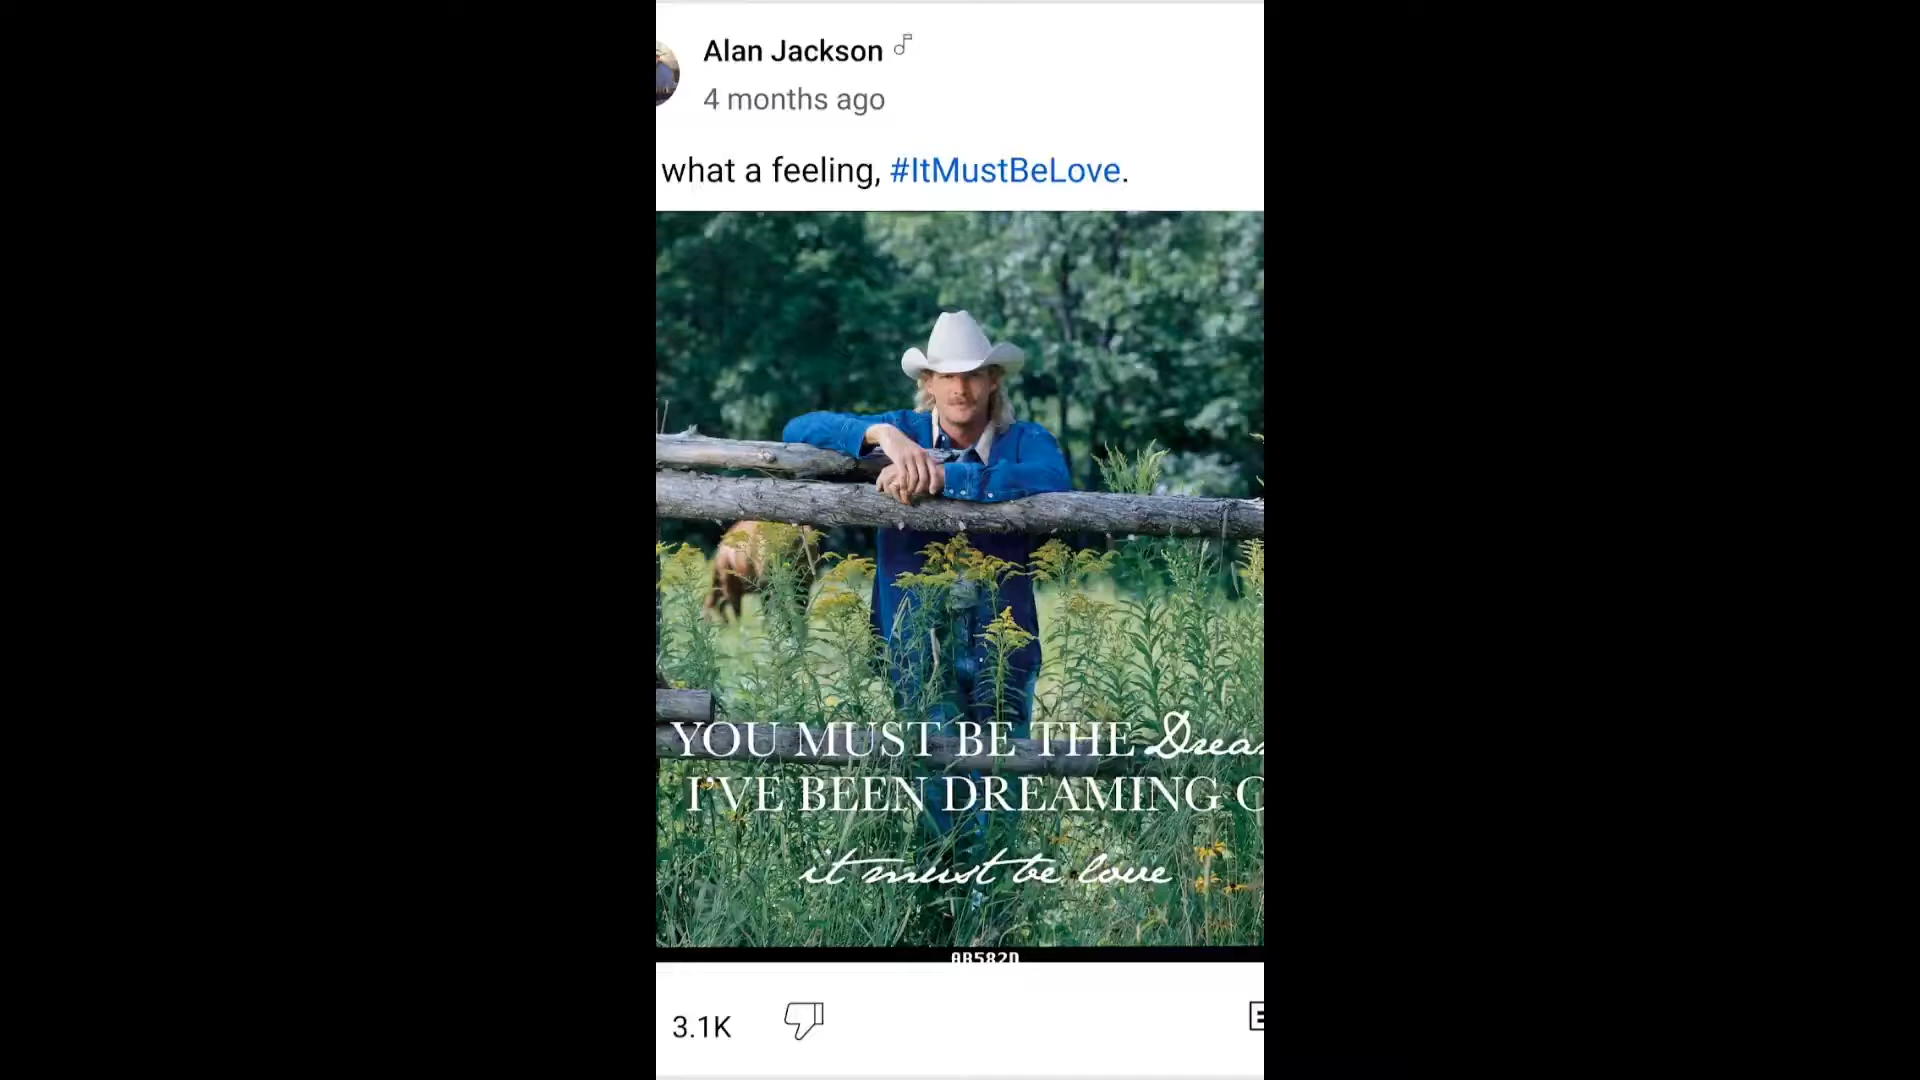 Alan Jackson
4 months ago
what a feeling, #ItMustBeLove.
YOU MUST BE THE
I'VE BEEN DREAMING
it must be love
3.1K